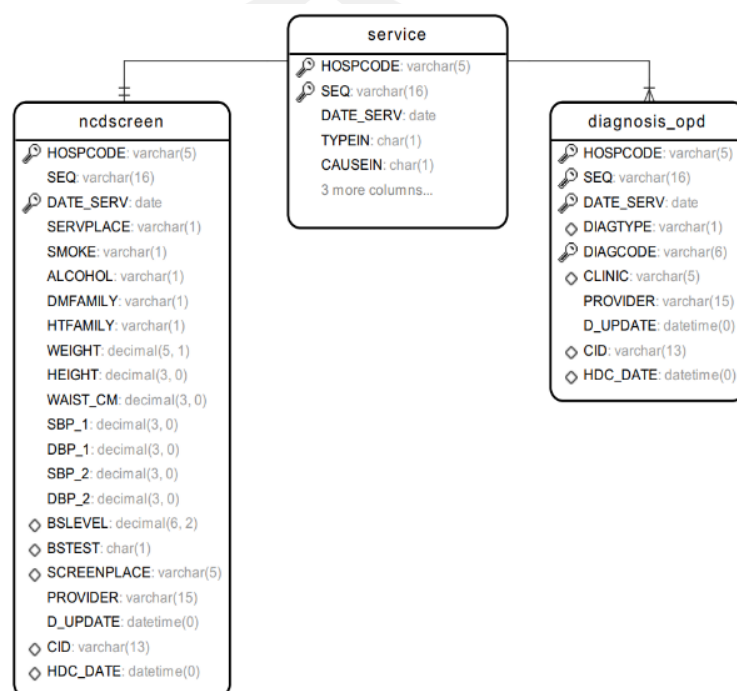 service
HOSPCODE: varchar(5)
SEQ: varchar(16)
DATE_SERV: date
TYPEIN: char(1)
CAUSEIN: char(1)
3 more columns...
ncdscreen
HOSPCODE: varchar(5)
SEQ: varchar(16)
DATE_SERV: date
SERVPLACE: varchar(1)
SMOKE: varchar(1)
ALCOHOL: varchar(1)
DMFAMILY: varchar(1)
HTFAMILY: varchar(1)
WEIGHT: decimal(5, 1)
HEIGHT: decimal(3, 0)
WAIST_CM: decimal(3, 0)
SBP_1: decimal(3, 0)
DBP_1: decimal(3, 0)
SBP_2: decimal(3, 0)
DBP_2: decimal(3, 0)
BSLEVEL: decimal(6, 2)
BSTEST: char(1)
SCREENPLACE: varchar(5)
PROVIDER: varchar(15)
D_UPDATE: datetime(0)
CID: varchar(13)
HDC_DATE: datetime(0)
diagnosis_opd
HOSPCODE: varchar(5)
SEQ: varchar(16)
DATE_SERV: date
DIAGTYPE: varchar(1)
DIAGCODE: varchar(6)
CLINIC: varchar(5)
PROVIDER: varchar(15)
D_UPDATE: datetime(0)
CID: varchar(13)
HDC_DATE: datetime(0)